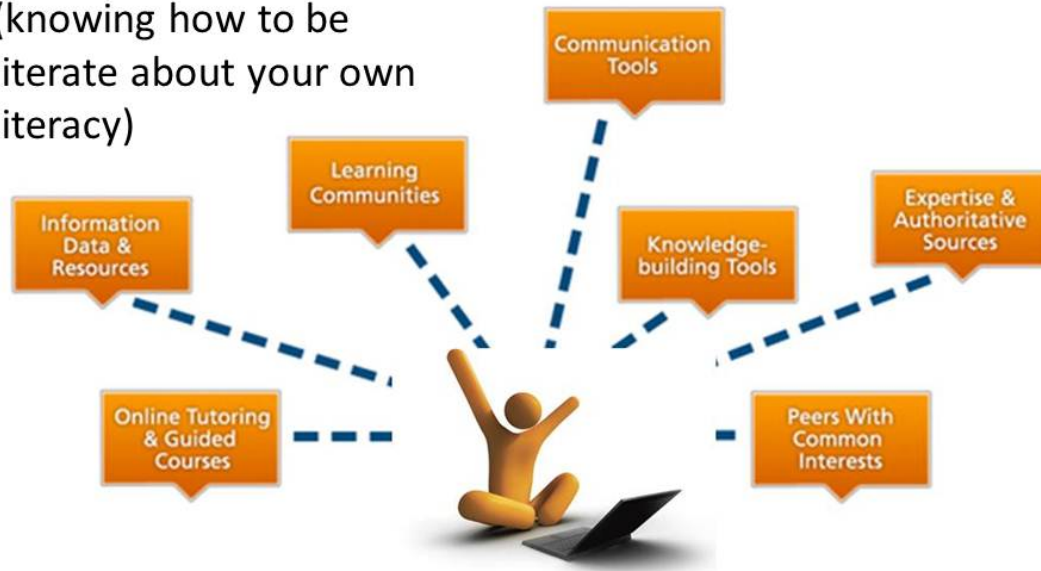 (knowing how to be
iterate about your own
iteracy)
Communication
Tools
Learning
Communities
Information
Data &
Resources
Knowledge-
building Tools
Expertise &
Authoritative
Sources
Online Tutoring
& Guided
Courses
Peers With
Common
Interests